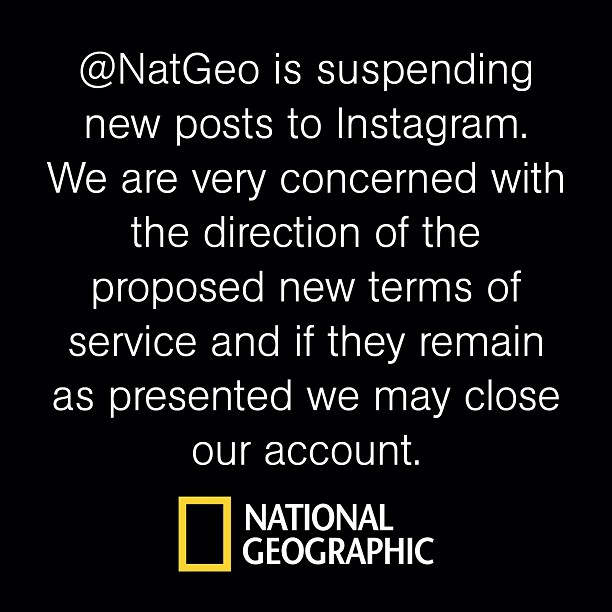 @NatGeo is suspending
new posts to Instagram.
We are very concerned with
the direction of the
proposed new terms of
service and if they remain
as presented we may close
our account.
NATIONAL
GEOGRAPHIC